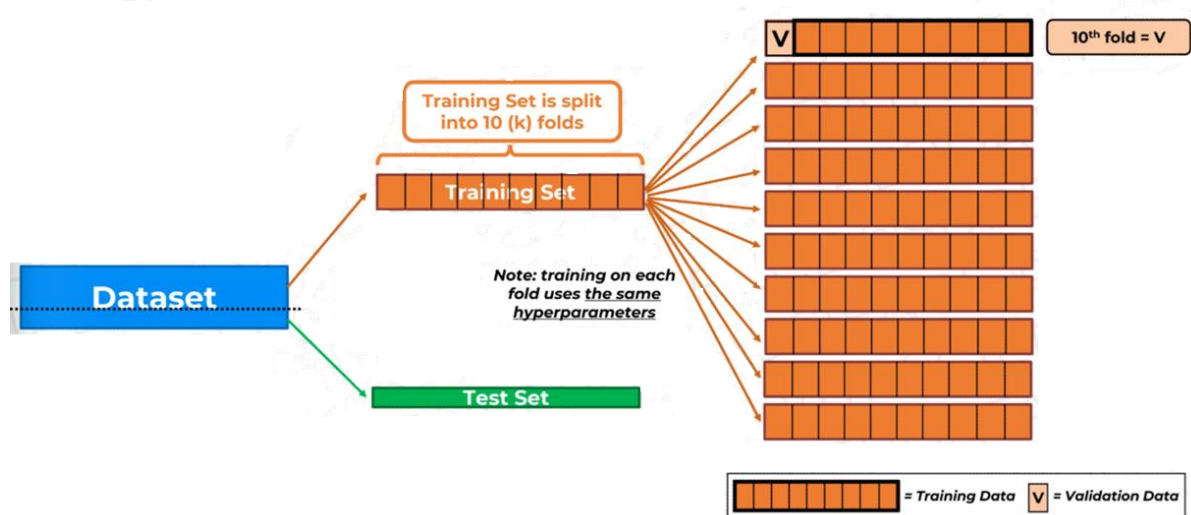 V
10th fold = V
Training Set is split
into 10 (k) folds
Training Set
Note: training on each
fold uses the same
hyperparameters
Dataset
Test Set
= Training Data
V
= Validation Data